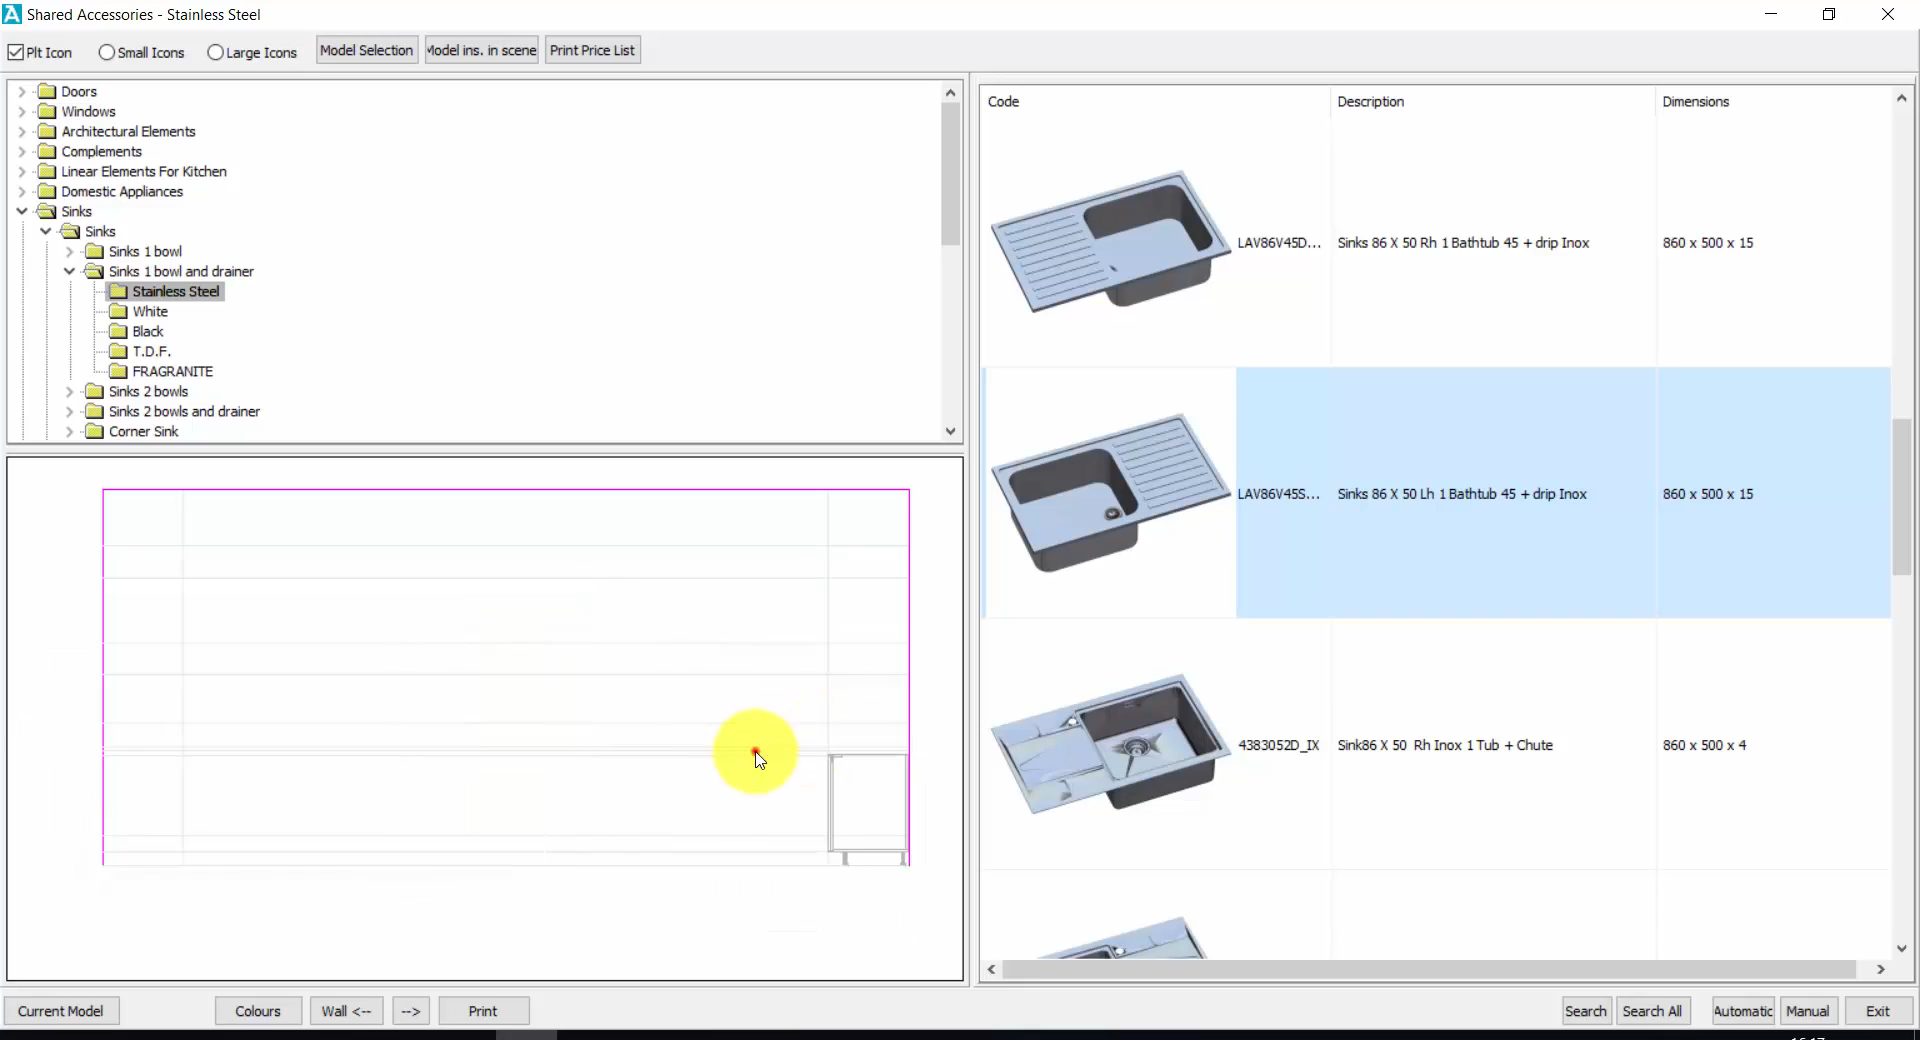 Shared Accessories - Stainless Steel
Plt Icon
Small Icons
Large Icons
Model Selection
Model ins. in scene
Print Price List
Doors
Windows
Architectural Elements
Complements
Linear Elements For Kitchen
Domestic Appliances
Sinks
Sinks
Sinks 1 bowl
Sinks 1 bowl and drainer
Stainless Steel
White
Black
T.D.F.
FRAGRANITE
Sinks 2 bowls
Sinks 2 bowls and drainer
Corner Sink
Code Description Dimensions
LAV86V45D... Sinks 86 X 50 Rh 1 Bathtub 45 + drip Inox 860 x 500 x 15
LAV86V45S... Sinks 86 X 50 Lh 1 Bathtub 45 + drip Inox 860 x 500 x 15
4383052D_IX Sink86 X 50 Rh Inox 1 Tub + Chute 860 x 500 x 4
Current Model
Colours
Wall <--
-->
Print
Search
Search All
Automatic
Manual
Exit